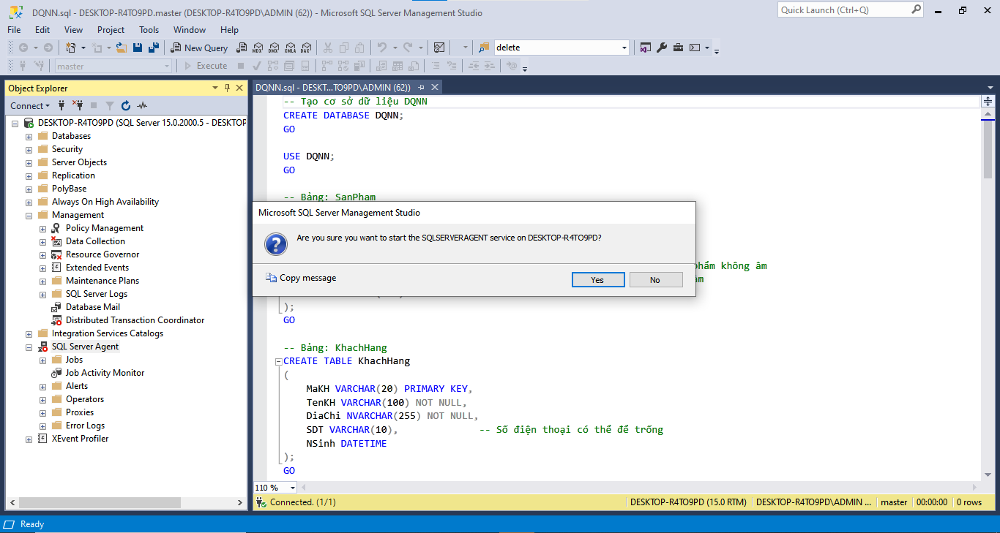 DQNN.sql - DESKTOP-R4TO9PD.master (DESKTOP-R4TO9PD\ADMIN (62)) - Microsoft SQL Server Management Studio
Quick Launch (Ctrl+Q)
File Edit View Project Tools Window Help
New Query MDX DMX XMLA DAX delete
master Execute
Object Explorer
Connect
DESKTOP-R4TO9PD (SQL Server 15.0.2000.5 - DESKTOP
Databases
Security
Server Objects
Replication
PolyBase
Always On High Availability
Management
Policy Management
Data Collection
Resource Governor
Extended Events
Maintenance Plans
SQL Server Logs
Database Mail
Distributed Transaction Coordinator
Integration Services Catalogs
SQL Server Agent
Jobs
Job Activity Monitor
Alerts
Operators
Proxies
Error Logs
XEvent Profiler
DQNN.sql - DESKT...TO9PD\ADMIN (62))
-- Tạo cơ sở dữ liệu DQNN
CREATE DATABASE DQNN;
GO
USE DQNN;
GO
-- Bảng: SanPham
Microsoft SQL Server Management Studio
Are you sure you want to start the SQLSERVERAGENT service on DESKTOP-R4TO9PD?
Copy message
Yes
No
phẩm không âm
);
GO
-- Bảng: KhachHang
CREATE TABLE KhachHang
(
MaKH VARCHAR(20) PRIMARY KEY,
TenKH VARCHAR(100) NOT NULL,
DiaChi NVARCHAR(255) NOT NULL,
SDT VARCHAR(10), -- Số điện thoại có thể để trống
NSinh DATETIME
);
GO
110 %
Connected. (1/1)
DESKTOP-R4TO9PD (15.0 RTM) DESKTOP-R4TO9PD\ADMIN ... master 00:00:00 0 rows
Ready